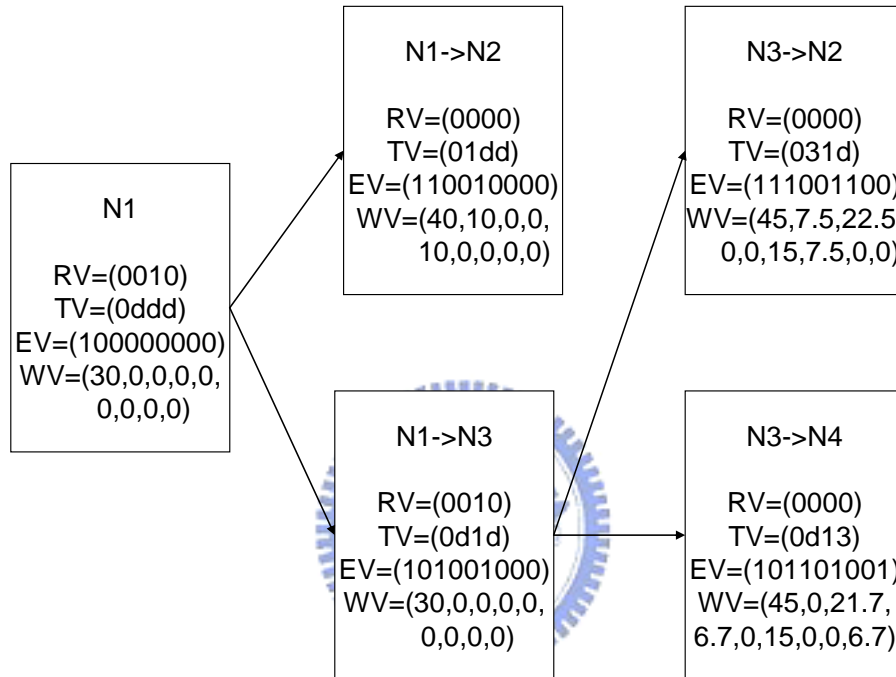 N1
RV=(0010)
TV=(0ddd)
EV=(100000000)
WV=(30,0,0,0,0,
0,0,0,0)
N1->N2
RV=(0000)
TV=(01dd)
EV=(110010000)
WV=(40,10,0,0,
10,0,0,0,0)
N1->N3
RV=(0010)
TV=(0d1d)
EV=(101001000)
WV=(30,0,0,0,0,
0,0,0,0)
N3->N2
RV=(0000)
TV=(031d)
EV=(111001100)
WV=(45,7.5,22.5
0,0,15,7.5,0,0)
N3->N4
RV=(0000)
TV=(0d13)
EV=(101101001)
WV=(45,0,21.7,
6.7,0,15,0,0,6.7)